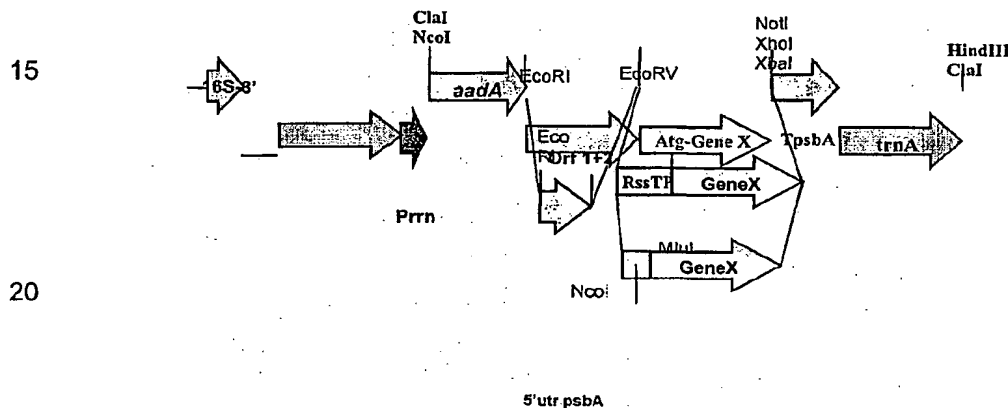 15
ClaI
NcoI
EcoRI
EcoRV
NotI
XhoI
XbaI
HindIII
ClaI
16S-3'
aadA
Eco
Orf 1+2
Atg-Gene X
TpsbA
trnA
RssTP
GeneX
Prrn
MluI
GeneX
20
NcoI
5'utr psbA